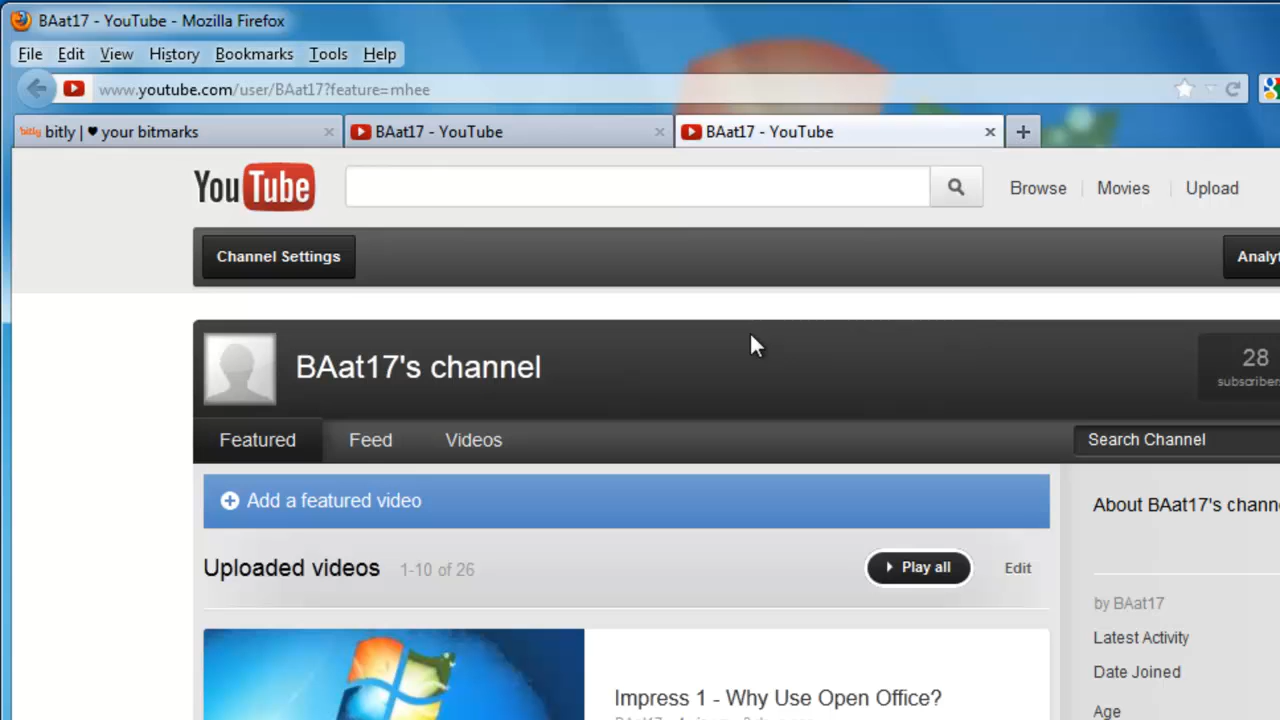 BAat17 - YouTube - Mozilla Firefox
File Edit View History Bookmarks Tools Help
www.youtube.com/user/BAat17?feature=mhee
bitly bitly | ♥ your bitmarks BAat17 - YouTube BAat17 - YouTube
YouTube Browse Movies Upload
Channel Settings Analyt
BAat17's channel 28
subscribers
Featured Feed Videos Search Channel
Add a featured video
About BAat17's chann
Uploaded videos 1-10 of 26 Play all Edit
by BAat17
Latest Activity
Date Joined
Impress 1 - Why Use Open Office?
Age